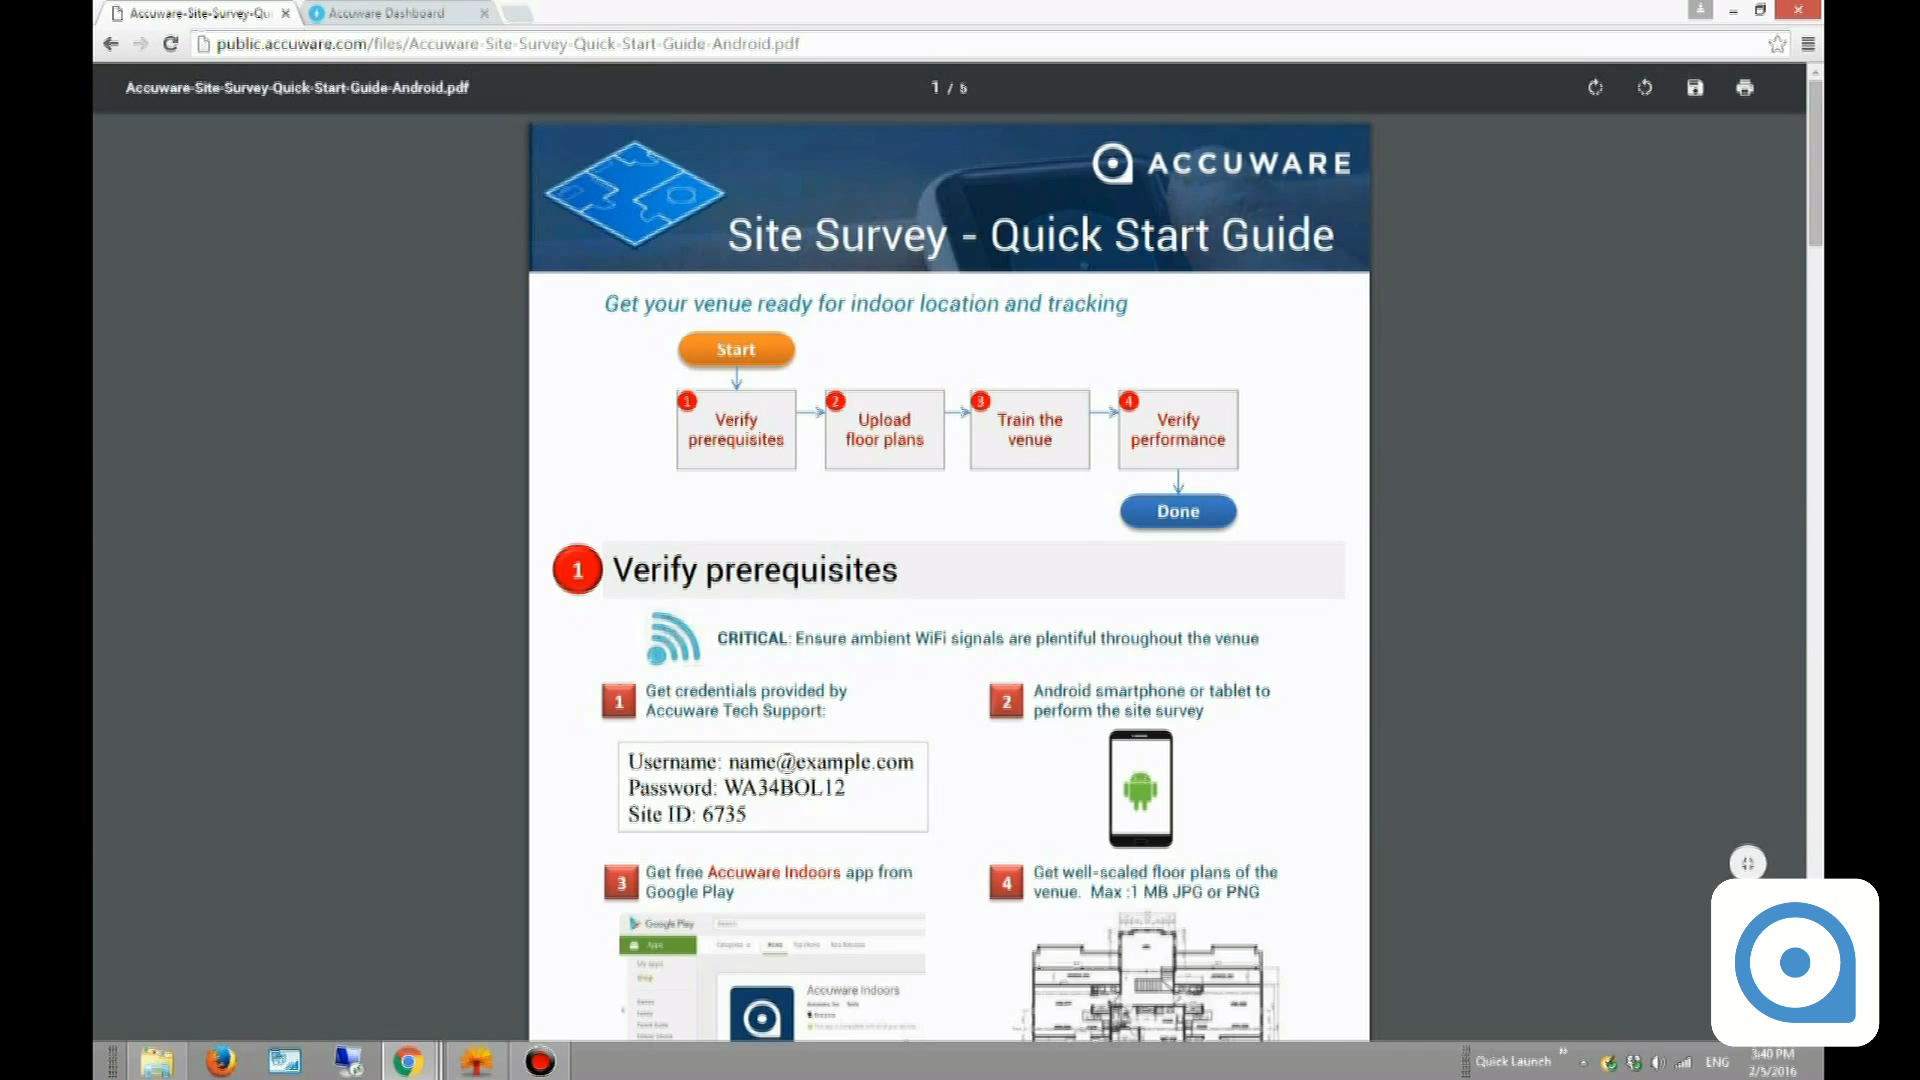 Accuware-Site-Survey-Qu
Accuware Dashboard
public.accuware.com/files/Accuware-Site-Survey-Quick-Start-Guide-Android.pdf
Accuware-Site-Survey-Quick-Start-Guide-Android.pdf
1 / 5
ACCUWARE
Site Survey - Quick Start Guide
Get your venue ready for indoor location and tracking
Start
1 Verify prerequisites
2 Upload floor plans
3 Train the venue
4 Verify performance
Done
1 Verify prerequisites
CRITICAL: Ensure ambient WiFi signals are plentiful throughout the venue
1 Get credentials provided by
Accuware Tech Support:
Username: name@example.com
Password: WA34BOL12
Site ID: 6735
2 Android smartphone or tablet to
perform the site survey
3 Get free Accuware Indoors app from
Google Play
Google Play
Search
Apps
Categories
My apps
Shop
Accuware Indoors
4 Get well-scaled floor plans of the
venue. Max :1 MB JPG or PNG
Quick Launch
ENG
3:40 PM
2/5/2016